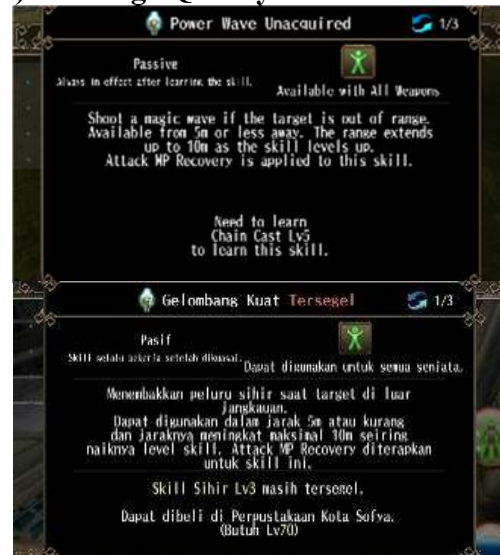 Power Wave Unacquired 1/3
Passive
Always in effect after learning the skill.
Available with All Weapons
Shoot a magic wave if the target is out of range.
Available from 5m or less away. The range extends
up to 10m as the skill levels up.
Attack MP Recovery is applied to this skill.
Need to learn
Chain Cast Lv5
to learn this skill.
Gelombang Kuat Tersegel 1/3
Pasif
Skill selalu bekerja setelah dikuasai.
Dapat digunakan untuk semua senjata.
Menembakkan peluru sihir saat target di luar
jangkauan.
Dapat digunakan dalam jarak 5m atau kurang
dan jaraknya meningkat maksimal 10m seiring
naiknya level skill. Attack MP Recovery diterapkan
untuk skill ini.
Skill Sihir Lv3 masih tersegel.
Dapat dibeli di Perpustakaan Kota Sofya.
(Butuh Lv70)